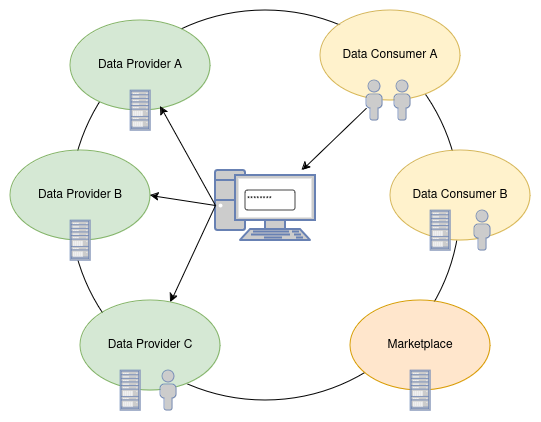 Data Provider A
Data Consumer A
Data Provider B
********
Data Consumer B
Data Provider C
Marketplace